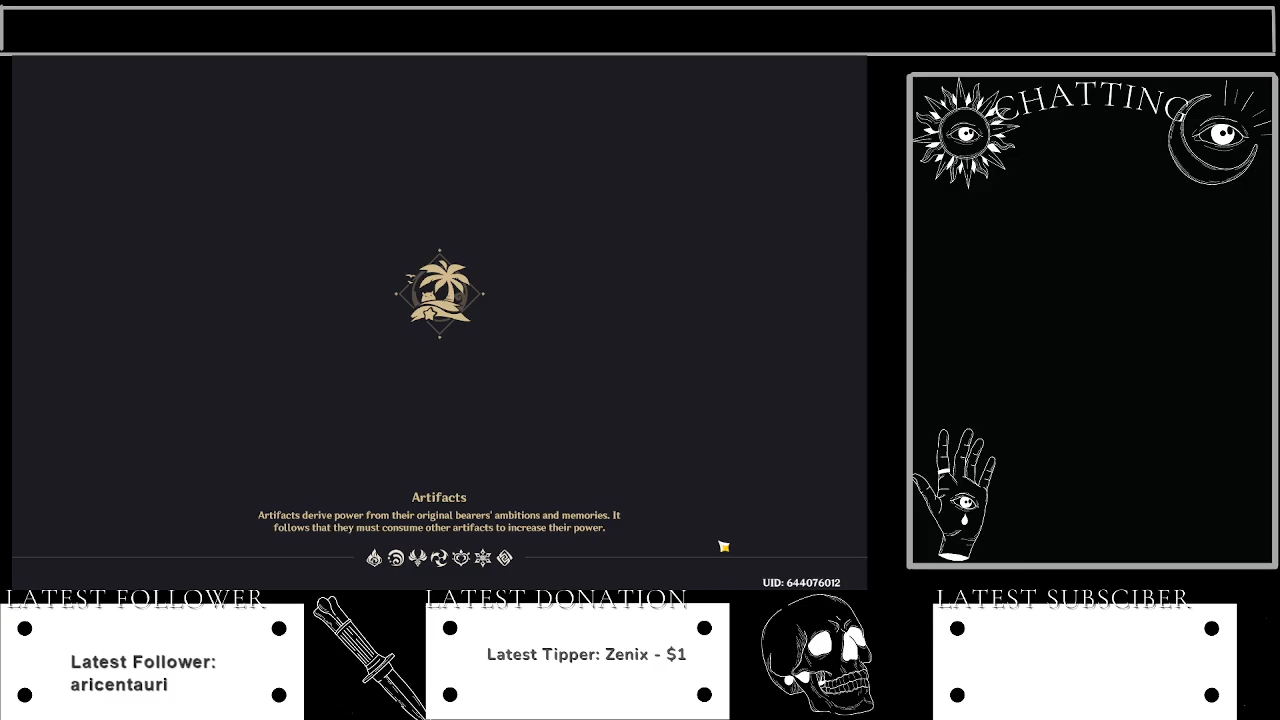 CHATTING
Artifacts
Artifacts derive power from their original bearers' ambitions and memories. It
follows that they must consume other artifacts to increase their power.
UID: 644076012
LATEST FOLLOWER
LATEST DONATION
LATEST SUBSCIBER
Latest Follower:
aricentauri
Latest Tipper: Zenix - $1